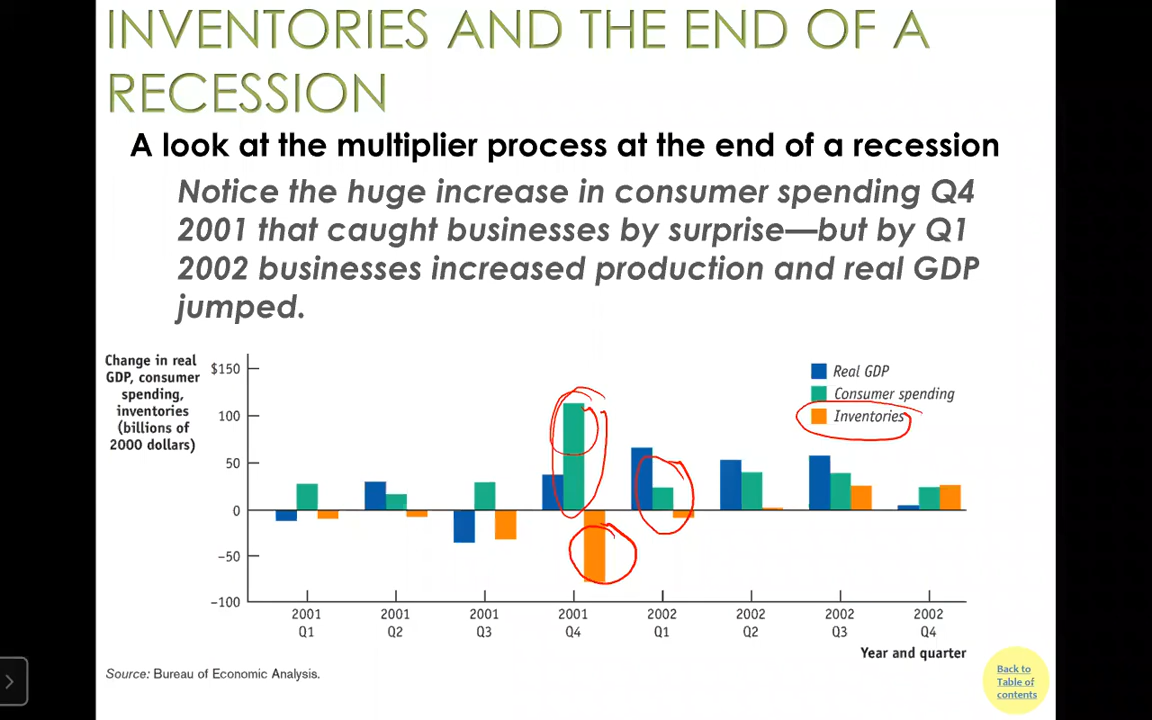 INVENTORIES AND THE END OF A
RECESSION
A look at the multiplier process at the end of a recession
Notice the huge increase in consumer spending Q4
2001 that caught businesses by surprise—but by Q1
2002 businesses increased production and real GDP
jumped.
Change in real
GDP, consumer
spending,
inventories
(billions of
2000 dollars)
$150
100
50
0
−50
−100
Real GDP
Consumer spending
Inventories
2001 2001 2001 2001 2002 2002 2002 2002
Q1 Q2 Q3 Q4 Q1 Q2 Q3 Q4
Year and quarter
Source: Bureau of Economic Analysis.
Back to
Table of
contents